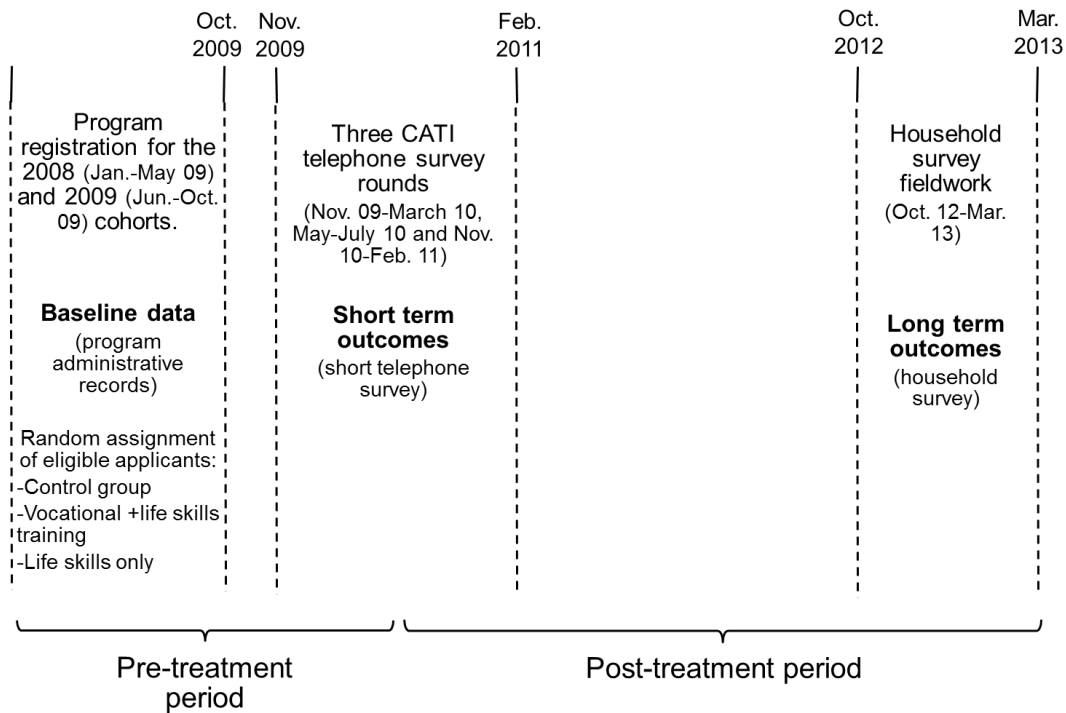 Oct.
2009
Nov.
2009
Feb.
2011
Oct.
2012
Mar.
2013
Program
registration for the
2008 (Jan.-May 09)
and 2009 (Jun.-Oct.
09) cohorts.
Baseline data
(program
administrative
records)
Random assignment
of eligible applicants:
-Control group
-Vocational +life skills
training
-Life skills only
Three CATI
telephone survey
rounds
(Nov. 09-March 10,
May-July 10 and Nov.
10-Feb. 11)
Short term
outcomes
(short telephone
survey)
Household
survey
fieldwork
(Oct. 12-Mar.
13)
Long term
outcomes
(household
survey)
Pre-treatment
period
Post-treatment period